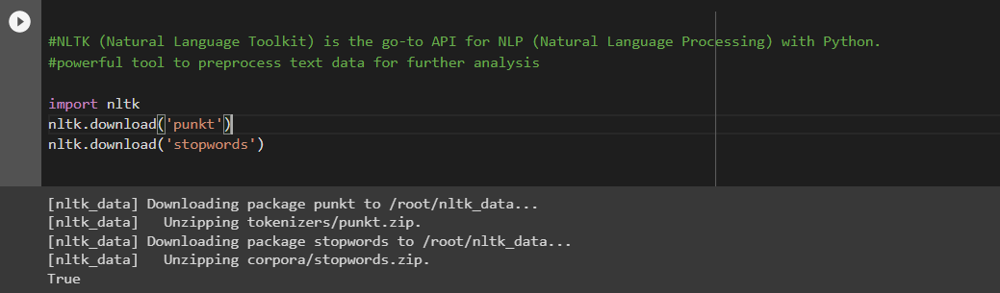 #NLTK (Natural Language Toolkit) is the go-to API for NLP (Natural Language Processing) with Python.
#powerful tool to preprocess text data for further analysis
import nltk
nltk.download('punkt')
nltk.download('stopwords')
[nltk_data] Downloading package punkt to /root/nltk_data...
[nltk_data]   Unzipping tokenizers/punkt.zip.
[nltk_data] Downloading package stopwords to /root/nltk_data...
[nltk_data]   Unzipping corpora/stopwords.zip.
True